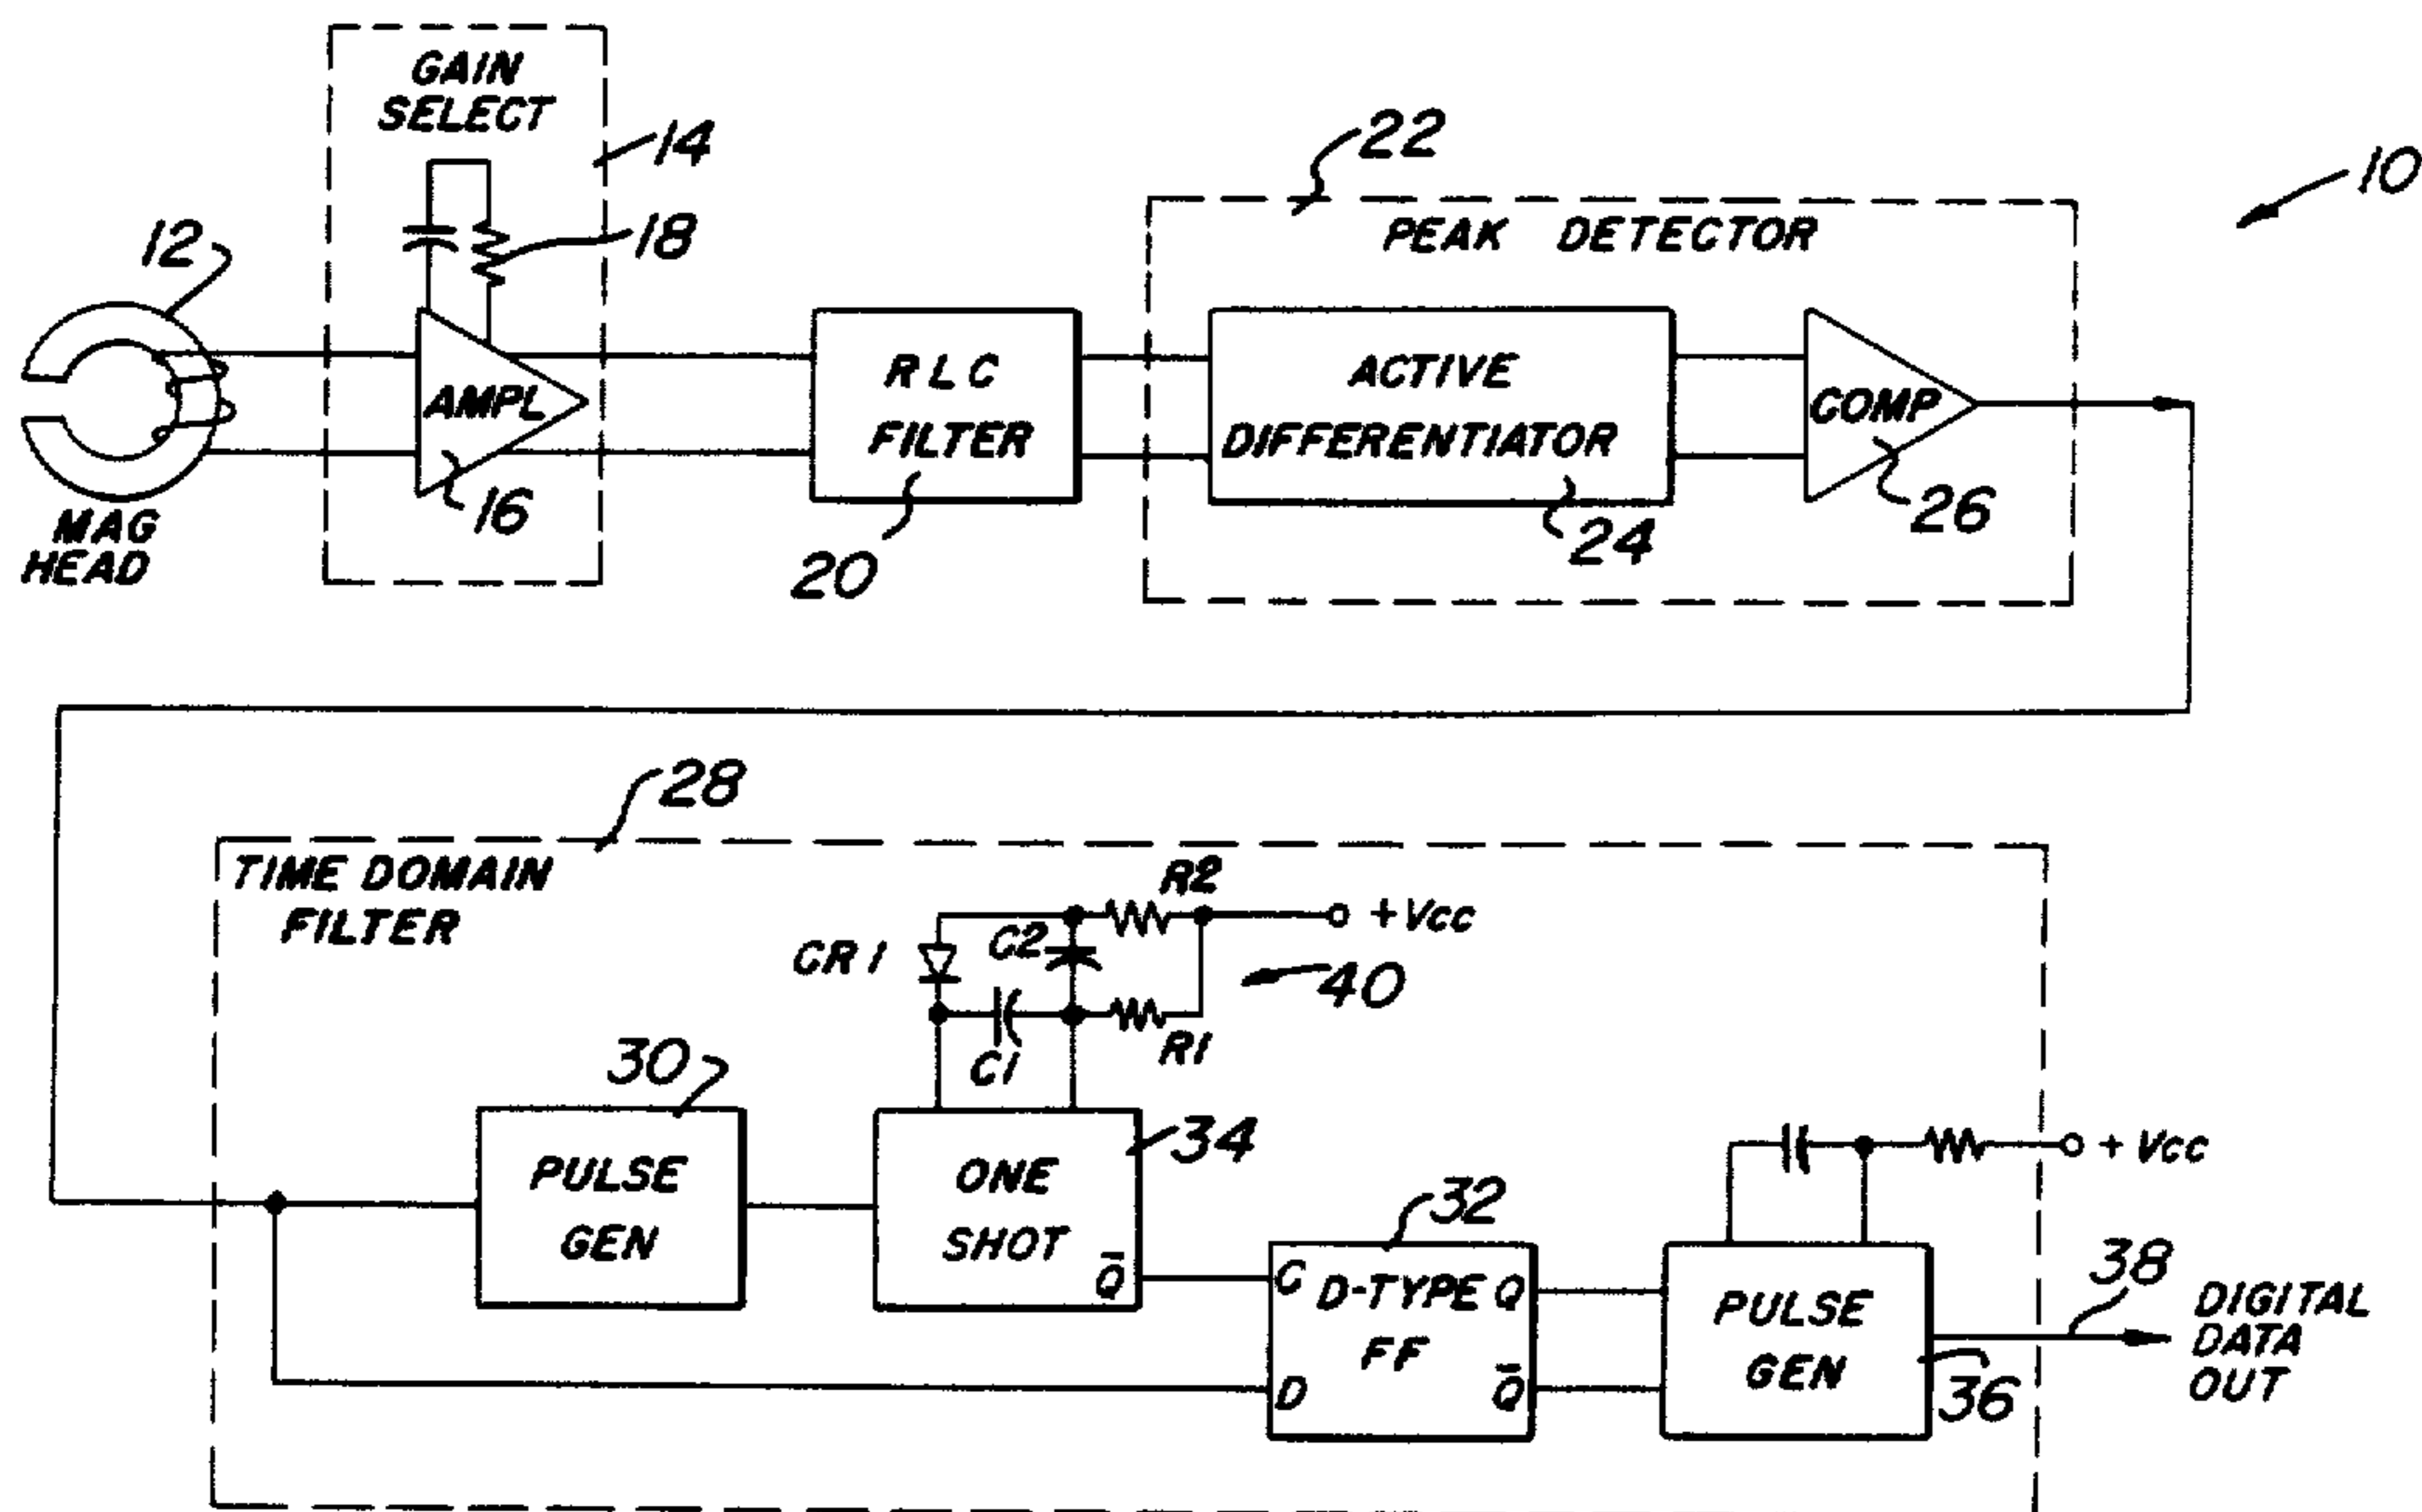 GAIN
SELECT
14
22
10
12
18
PEAK DETECTOR
RLC
FILTER
ACTIVE
DIFFERENTIATOR
AMPL
COMP
16
20
24
26
MAG
HEAD
28
TIME DOMAIN
FILTER
R2
+Vcc
CR1
C2
40
C1
R1
30
34
PULSE
GEN
ONE
SHOT
Q̅
32
+Vcc
C
D-TYPE
FF
Q
D
Q̅
PULSE
GEN
38
36
DIGITAL
DATA
OUT